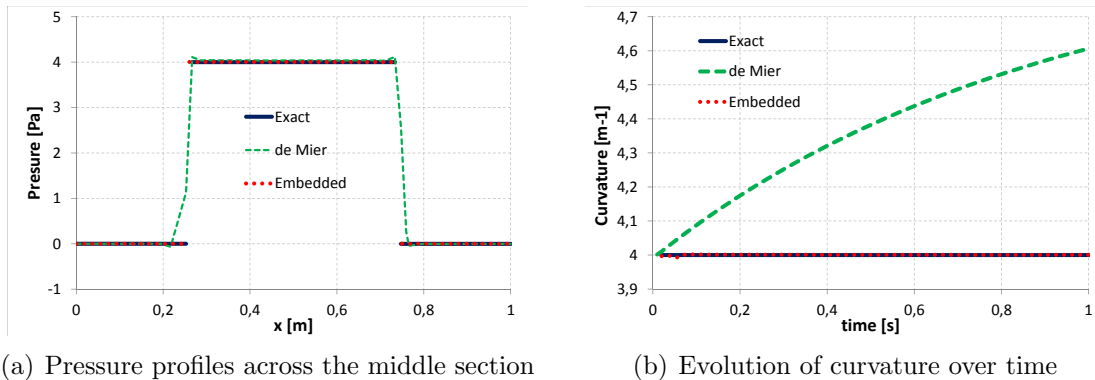 5
4
3
2
1
0
-1
Presure [Pa]
Exact
de Mier
Embedded
0
0,2
0,4
0,6
0,8
1
x [m]
4,7
4,6
4,5
4,4
4,3
4,2
4,1
4
3,9
Curvature [m-1]
Exact
de Mier
Embedded
0
0,2
0,4
0,6
0,8
1
time [s]
(a) Pressure profiles across the middle section
(b) Evolution of curvature over time